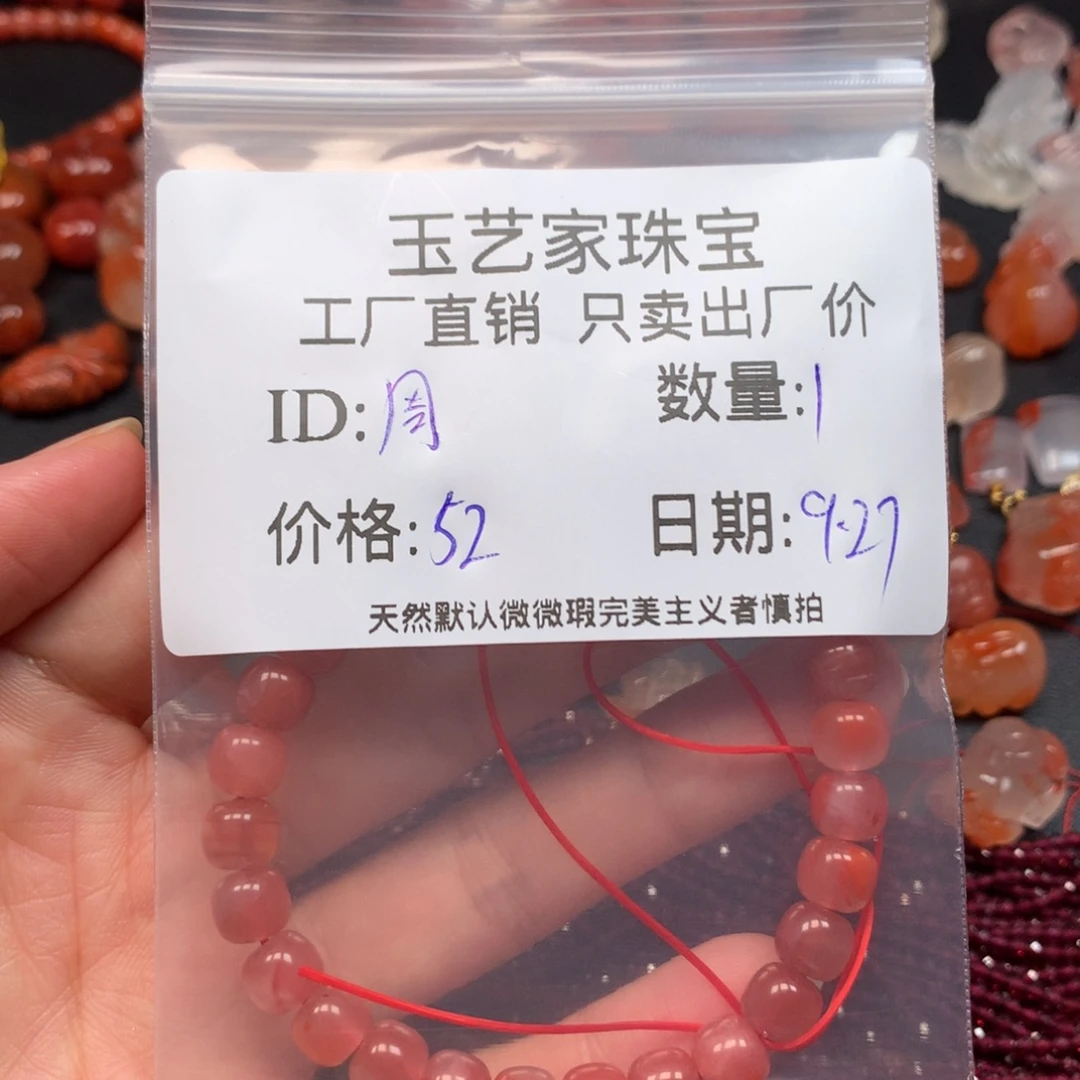 玉艺家珠宝
工厂直销 只卖出厂价
ID:周 数量:1
价格:52 日期:9.27
天然默认微微瑕完美主义者慎拍